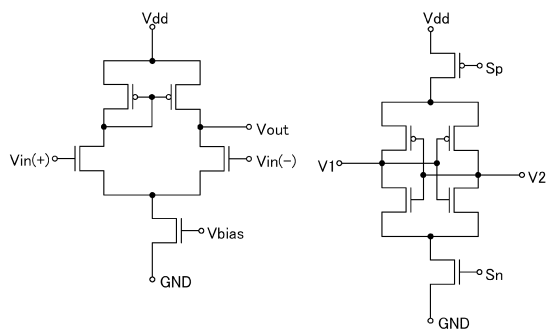 Vdd
Vout
Vin(+)
Vin(-)
Vbias
GND
Vdd
Sp
V1
V2
Sn
GND